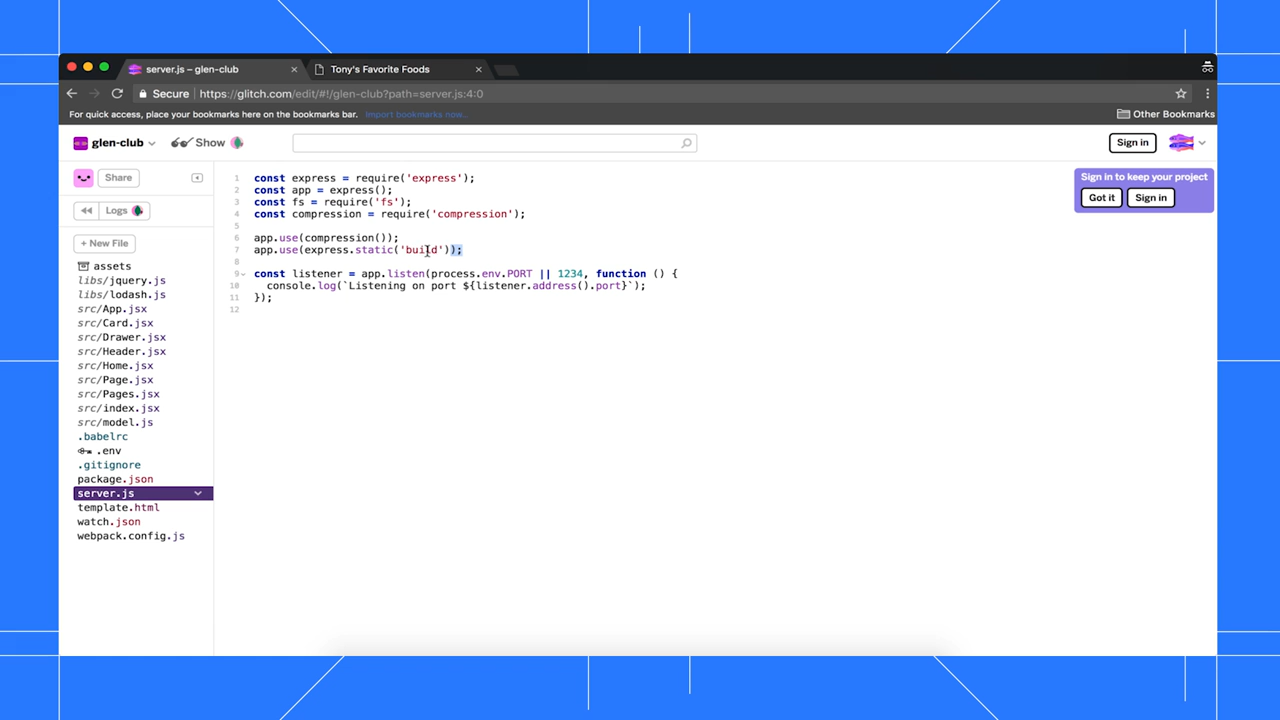 server.js – glen-club
Tony's Favorite Foods
Secure https://glitch.com/edit/#!/glen-club?path=server.js:4:0
For quick access, place your bookmarks here on the bookmarks bar. Import bookmarks now...
Other Bookmarks
glen-club
Show
Sign in
Share
Sign in to keep your project
Got it
Sign in
Logs
+ New File
assets
libs/jquery.js
libs/lodash.js
src/App.jsx
src/Card.jsx
src/Drawer.jsx
src/Header.jsx
src/Home.jsx
src/Page.jsx
src/Pages.jsx
src/index.jsx
src/model.js
.babelrc
.env
.gitignore
package.json
server.js
template.html
watch.json
webpack.config.js
1 const express = require('express');
2 const app = express();
3 const fs = require('fs');
4 const compression = require('compression');
5
6 app.use(compression());
7 app.use(express.static('build'));
8
9 const listener = app.listen(process.env.PORT || 1234, function () {
10 console.log(`Listening on port ${listener.address().port}`);
11 });
12